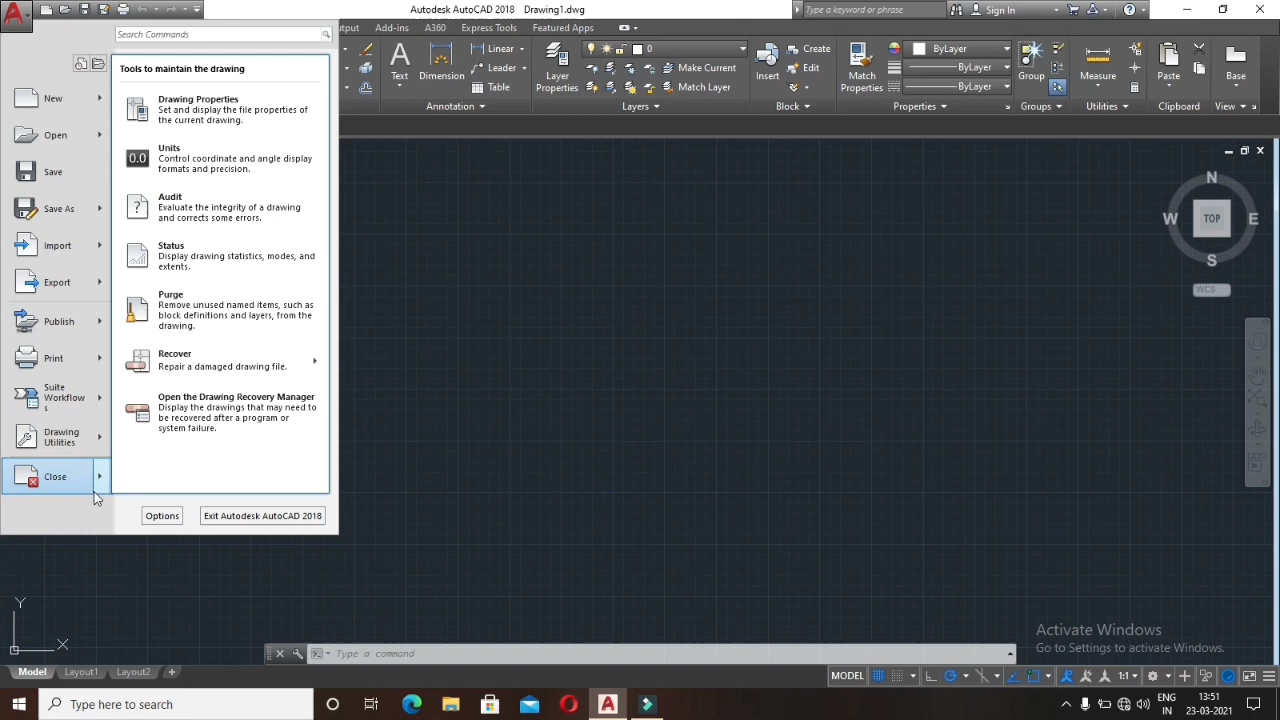 Autodesk AutoCAD 2018 Drawing1.dwg
Type a keyword or phrase
Sign In
Search Commands
Add-ins
A360
Express Tools
Featured Apps
Tools to maintain the drawing
New
Open
Save
Save As
Import
Export
Publish
Print
Suite
Workflow
s
Drawing
Utilities
Close
Drawing Properties
Set and display the file properties of
the current drawing.
Units
0.0
Control coordinate and angle display
formats and precision.
Audit
Evaluate the integrity of a drawing
and corrects some errors.
Status
Display drawing statistics, modes, and
extents.
Purge
Remove unused named items, such as
block definitions and layers, from the
drawing.
Recover
Repair a damaged drawing file.
Open the Drawing Recovery Manager
Display the drawings that may need to
be recovered after a program or
system failure.
Options
Exit Autodesk AutoCAD 2018
Text
Dimension
Linear
Leader
Table
Annotation
Layer
Properties
0
Make Current
Match Layer
Layers
Insert
Create
Edit
Block
Match
Properties
ByLayer
ByLayer
ByLayer
Properties
Group
Groups
Measure
Utilities
Paste
Clipboard
Base
View
N
W
TOP
E
S
WCS
Y
X
Type a command
Activate Windows
Go to Settings to activate Windows.
Model
Layout1
Layout2
MODEL
1:1
Type here to search
ENG
IN
13:51
23-03-2021